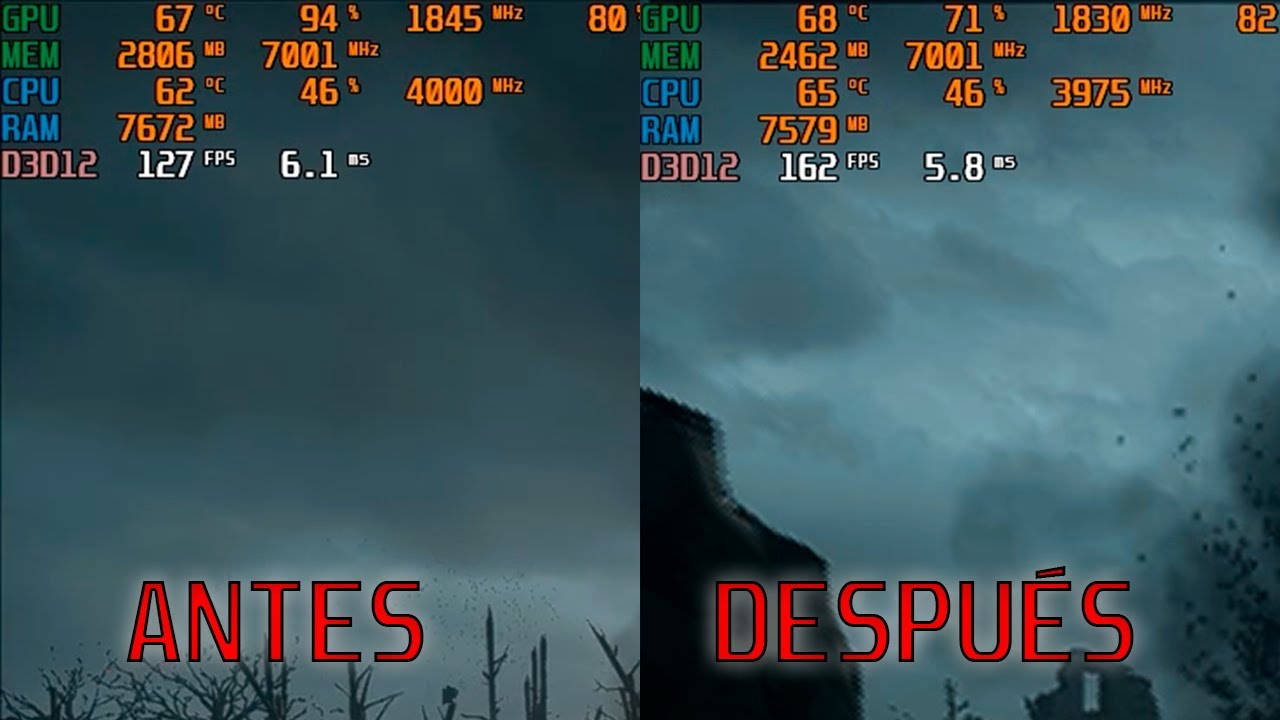 GPU 67 °C 94 % 1845 MHz 80 °
MEM 2806 MB 7001 MHz
CPU 62 °C 46 % 4000 MHz
RAM 7672 MB
D3D12 127 FPS 6.1 ms
ANTES
GPU 68 °C 71 % 1830 MHz 82
MEM 2462 MB 7001 MHz
CPU 65 °C 46 % 3975 MHz
RAM 7579 MB
D3D12 162 FPS 5.8 ms
DESPUÉS